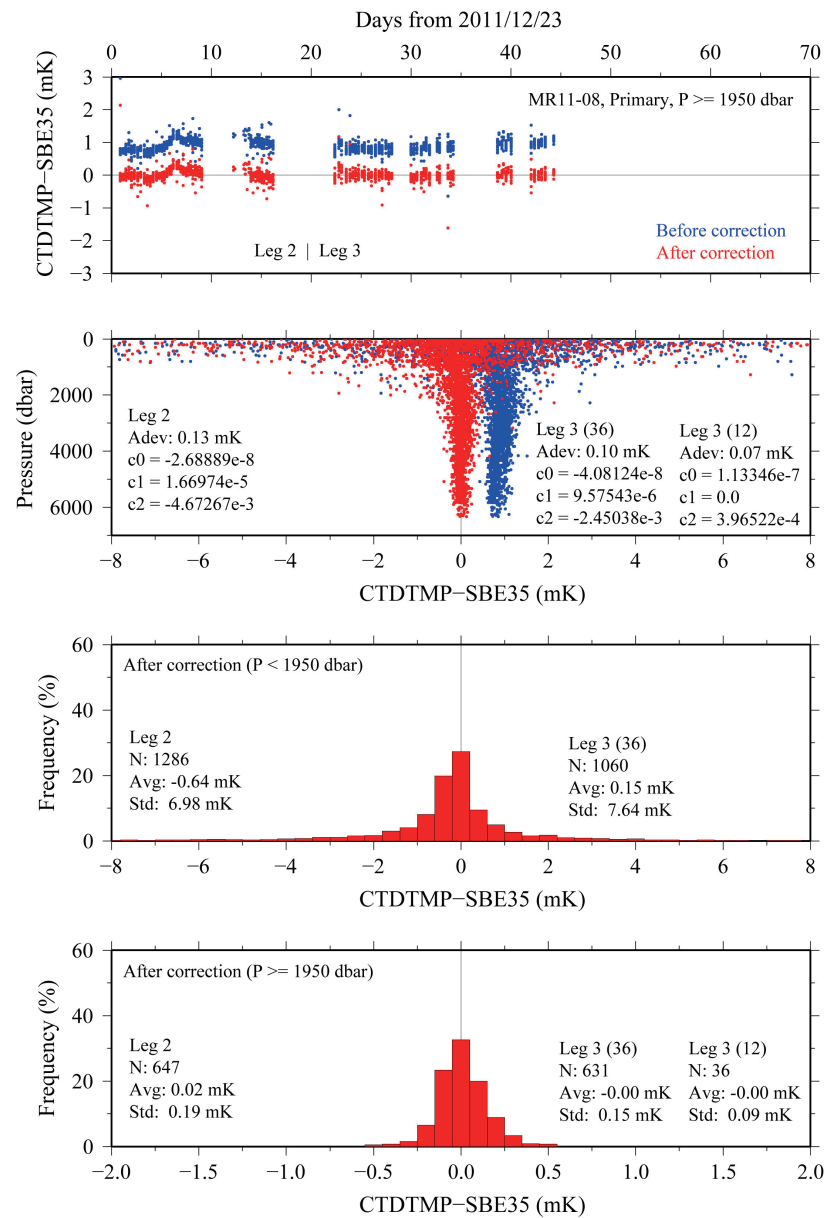 Days from 2011/12/23
0 10 20 30 40 50 60 70
CTDTMP−SBE35 (mK)
3
2
1
0
−1
−2
−3
MR11-08, Primary, P >= 1950 dbar
Before correction
After correction
Leg 2 | Leg 3
Pressure (dbar)
0
2000
4000
6000
Leg 2
Adev: 0.13 mK
c0 = -2.68889e-8
c1 = 1.66974e-5
c2 = -4.67267e-3
Leg 3 (36)
Adev: 0.10 mK
c0 = -4.08124e-8
c1 = 9.57543e-6
c2 = -2.45038e-3
Leg 3 (12)
Adev: 0.07 mK
c0 = 1.13346e-7
c1 = 0.0
c2 = 3.96522e-4
−8 −6 −4 −2 0 2 4 6 8
CTDTMP−SBE35 (mK)
Frequency (%)
60
40
20
0
After correction (P < 1950 dbar)
Leg 2
N: 1286
Avg: -0.64 mK
Std: 6.98 mK
Leg 3 (36)
N: 1060
Avg: 0.15 mK
Std: 7.64 mK
−8 −6 −4 −2 0 2 4 6 8
CTDTMP−SBE35 (mK)
Frequency (%)
60
40
20
0
After correction (P >= 1950 dbar)
Leg 2
N: 647
Avg: 0.02 mK
Std: 0.19 mK
Leg 3 (36)
N: 631
Avg: -0.00 mK
Std: 0.15 mK
Leg 3 (12)
N: 36
Avg: -0.00 mK
Std: 0.09 mK
−2.0 −1.5 −1.0 −0.5 0.0 0.5 1.0 1.5 2.0
CTDTMP−SBE35 (mK)